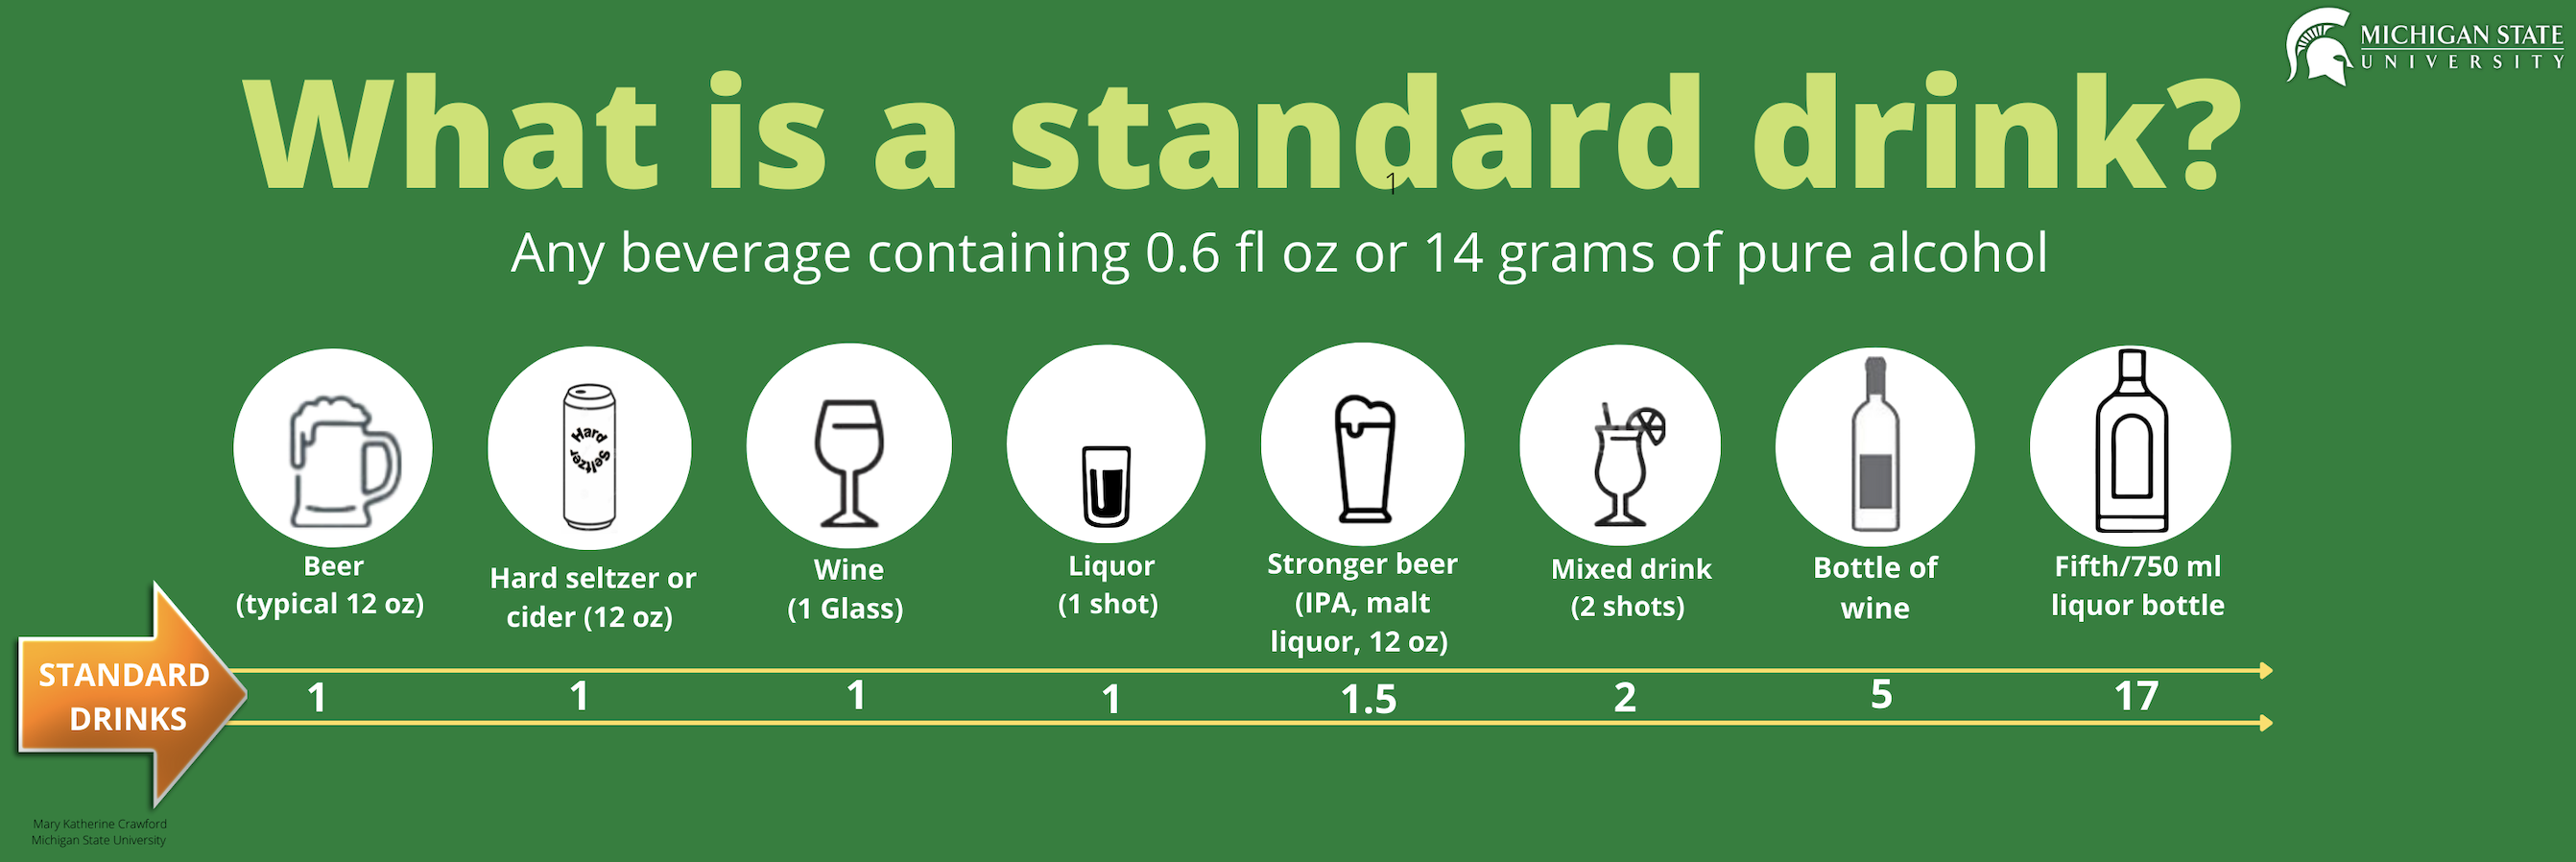 MICHIGAN STATE
UNIVERSITY
What is a standard drink?
1
Any beverage containing 0.6 fl oz or 14 grams of pure alcohol
Hard
Seltzer
Beer
(typical 12 oz)
Hard seltzer or
cider (12 oz)
Wine
(1 Glass)
Liquor
(1 shot)
Stronger beer
(IPA, malt
liquor, 12 oz)
Mixed drink
(2 shots)
Bottle of
wine
Fifth/750 ml
liquor bottle
STANDARD
DRINKS
1
1
1
1
1.5
2
5
17
Mary Katherine Crawford
Michigan State University